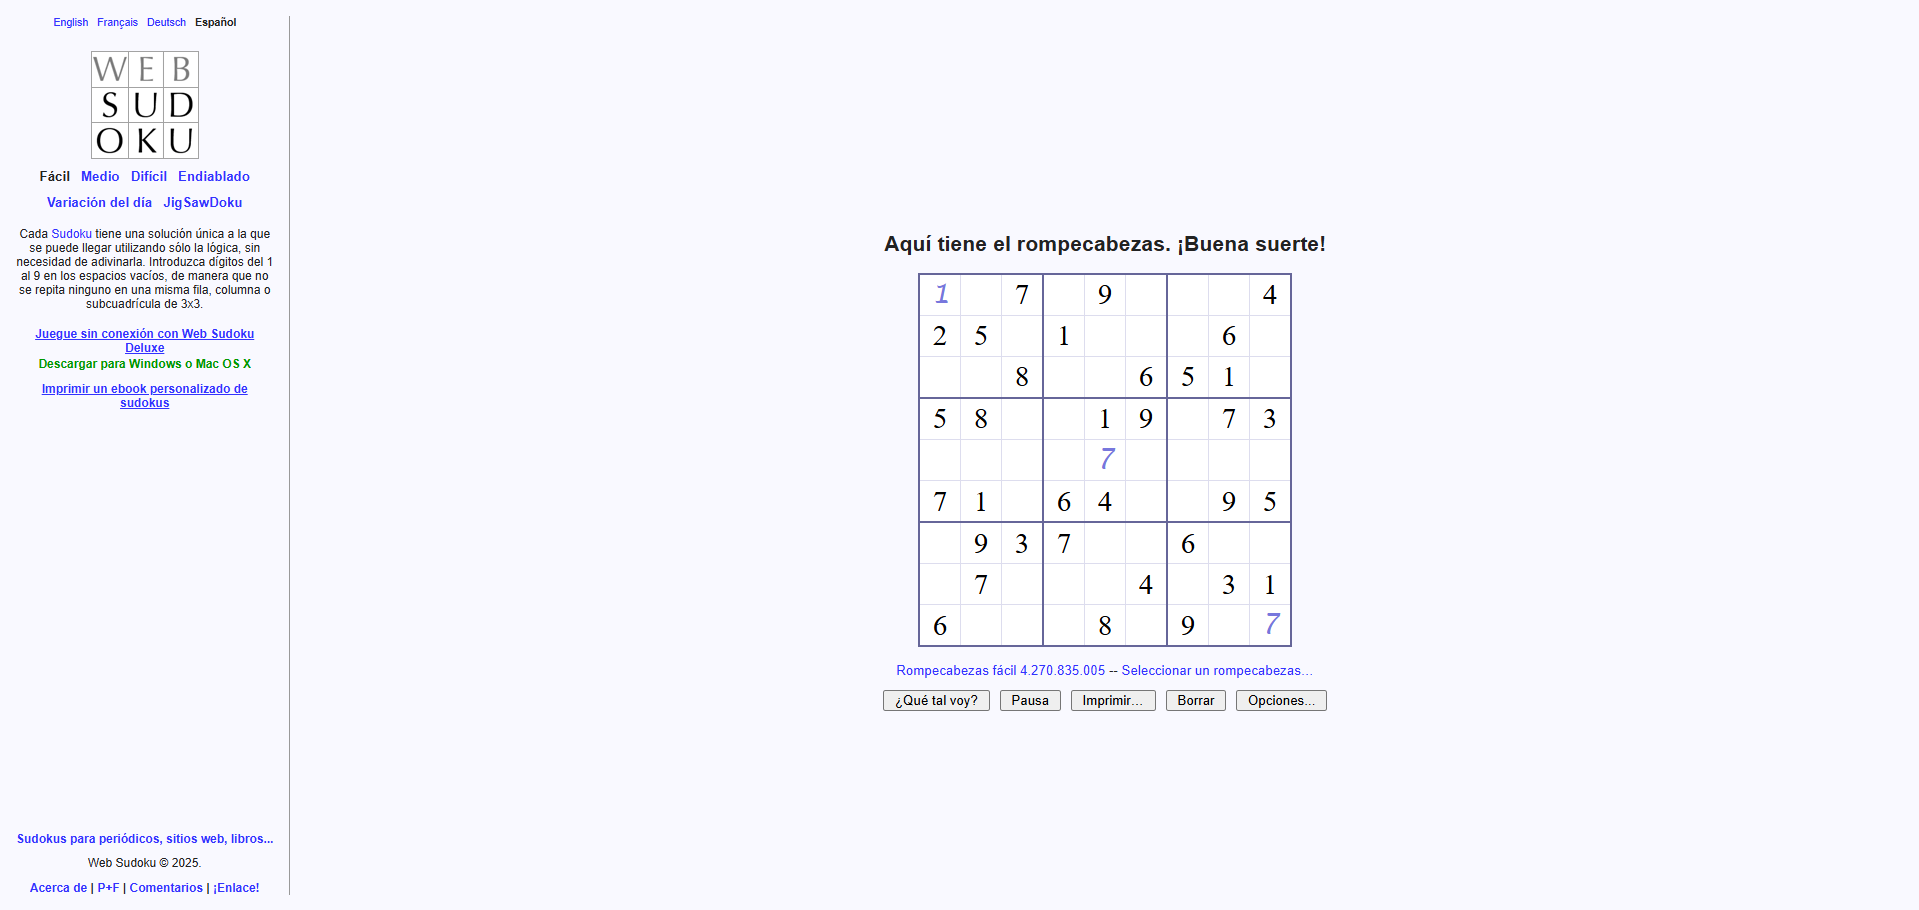 English Français Deutsch Español
WEB
SUD
OKU
Fácil Medio Difícil Endiablado
Variación del día JigSawDoku
Cada Sudoku tiene una solución única a la que
se puede llegar utilizando sólo la lógica, sin
necesidad de adivinarla. Introduzca dígitos del 1
al 9 en los espacios vacíos, de manera que no
se repita ninguno en una misma fila, columna o
subcuadrícula de 3x3.
Juegue sin conexión con Web Sudoku
Deluxe
Descargar para Windows o Mac OS X
Imprimir un ebook personalizado de
sudokus
Sudokus para periódicos, sitios web, libros...
Web Sudoku © 2025.
Acerca de | P+F | Comentarios | ¡Enlace!
Aquí tiene el rompecabezas. ¡Buena suerte!
1 7 9 4
2 5 1 6
8 6 5 1
5 8 1 9 7 3
7
7 1 6 4 9 5
9 3 7 6
7 4 3 1
6 8 9 7
Rompecabezas fácil 4.270.835.005 -- Seleccionar un rompecabezas...
¿Qué tal voy? Pausa Imprimir... Borrar Opciones...